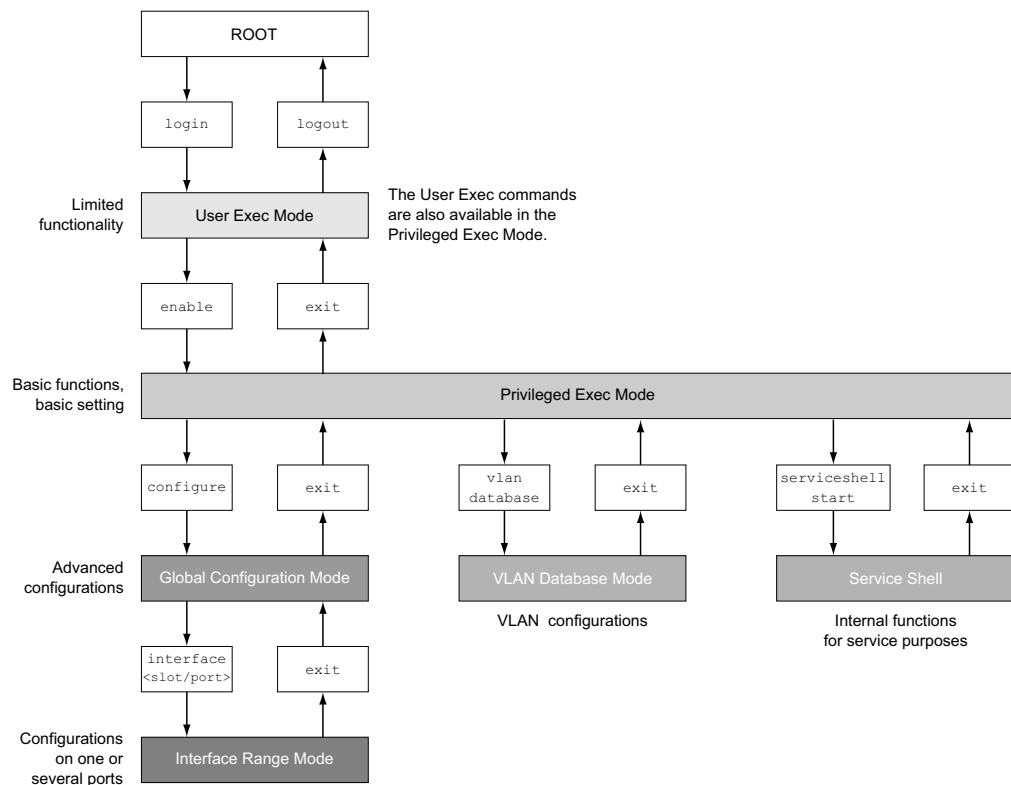 ROOT
login
logout
Limited
functionality
User Exec Mode
The User Exec commands
are also available in the
Privileged Exec Mode.
enable
exit
Basic functions,
basic setting
Privileged Exec Mode
configure
exit
vlan
database
exit
serviceshell
start
exit
Advanced
configurations
Global Configuration Mode
VLAN Database Mode
Service Shell
VLAN configurations
Internal functions
for service purposes
interface
<slot/port>
exit
Configurations
on one or
several ports
Interface Range Mode